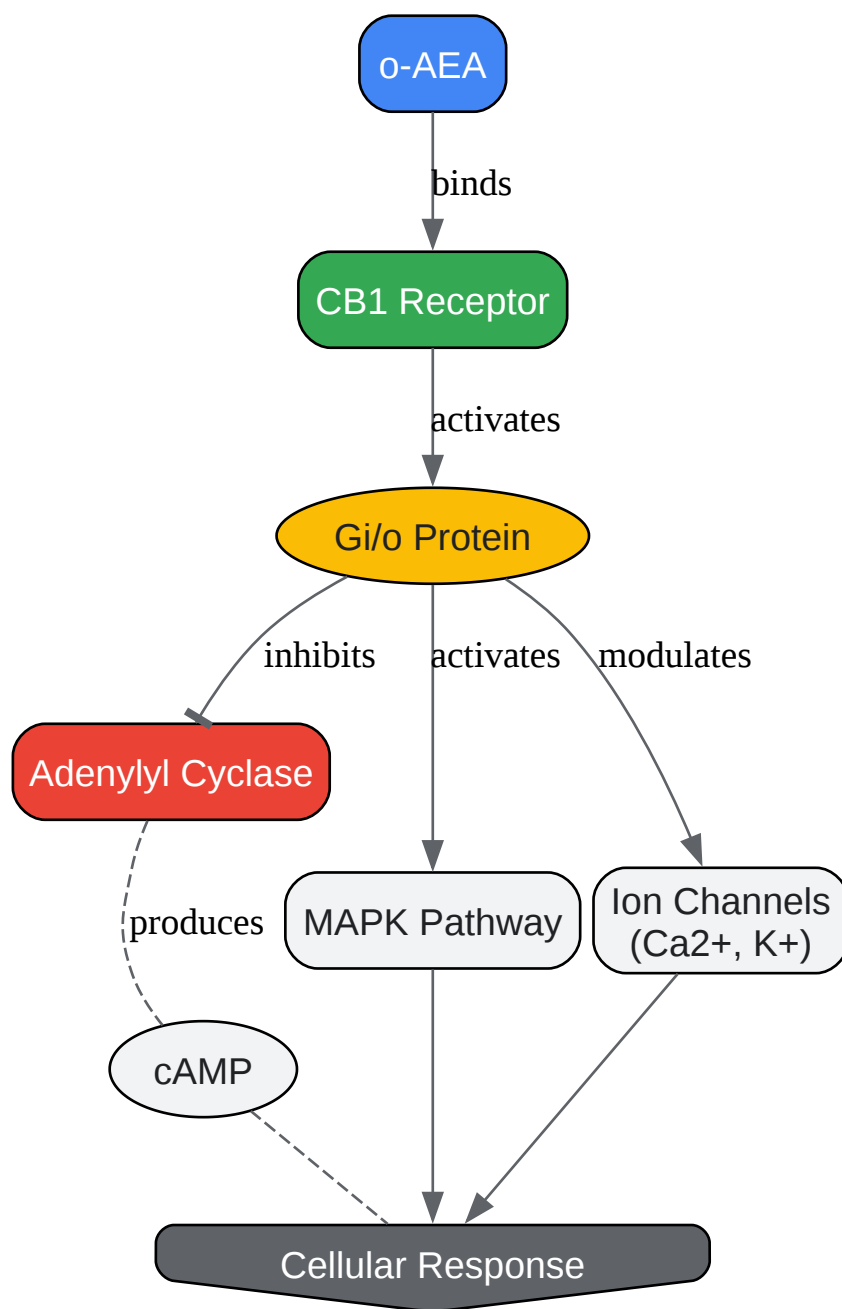 o-AEA
binds
CB1 Receptor
activates
Gi/o Protein
inhibits
activates
modulates
Adenylyl Cyclase
produces
MAPK Pathway
Ion Channels
(Ca2+, K+)
cAMP
Cellular Response